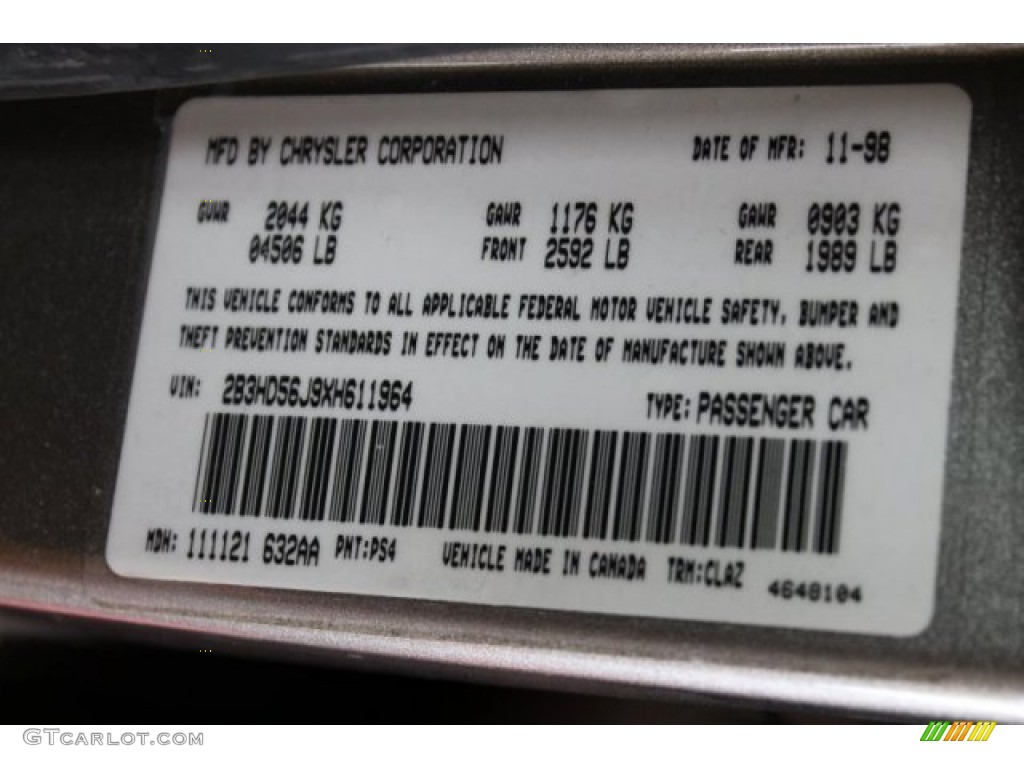 MFD BY CHRYSLER CORPORATION DATE OF MFR: 11-98
GVWR 2044 KG GAWR 1176 KG GAWR 0903 KG
04506 LB FRONT 2592 LB REAR 1989 LB
THIS VEHICLE CONFORMS TO ALL APPLICABLE FEDERAL MOTOR VEHICLE SAFETY, BUMPER AND
THEFT PREVENTION STANDARDS IN EFFECT ON THE DATE OF MANUFACTURE SHOWN ABOVE.
VIN: 2B3HD56J9XH611964 TYPE: PASSENGER CAR
MDH: 111121 632AA PNT:PS4 VEHICLE MADE IN CANADA TRM:CLAZ 4648104
GTCARLOT.COM